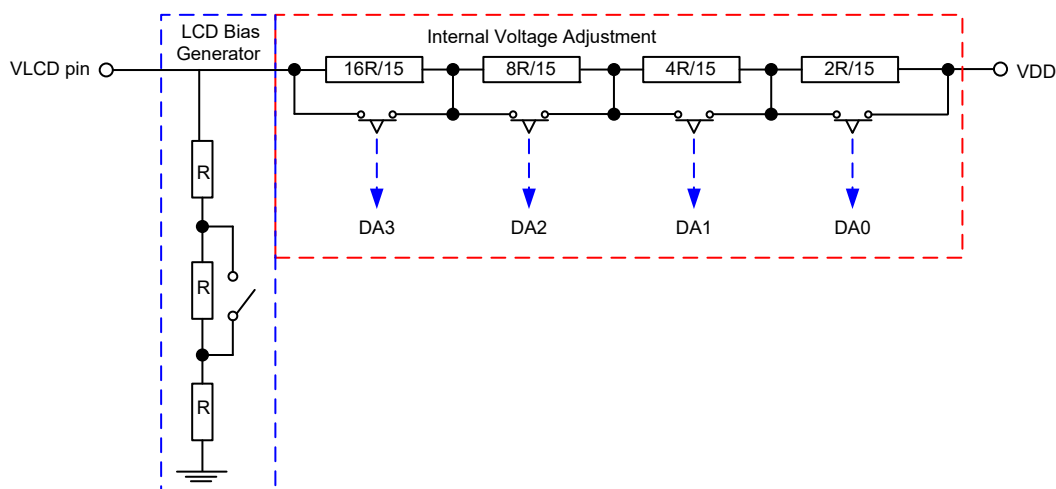 LCD Bias
Generator
Internal Voltage Adjustment
VLCD pin
16R/15
8R/15
4R/15
2R/15
VDD
R
DA3
DA2
DA1
DA0
R
R